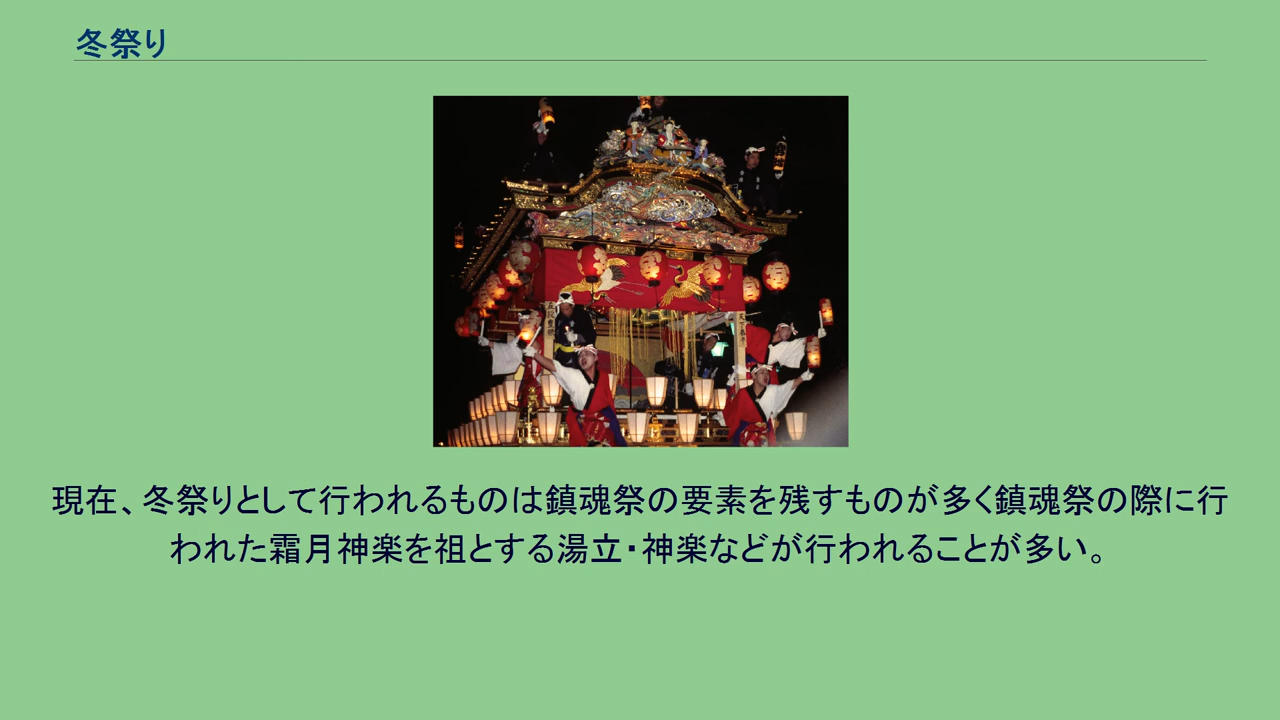 冬祭り
現在、冬祭りとして行われるものは鎮魂祭の要素を残すものが多く鎮魂祭の際に行
われた霜月神楽を祖とする湯立・神楽などが行われることが多い。